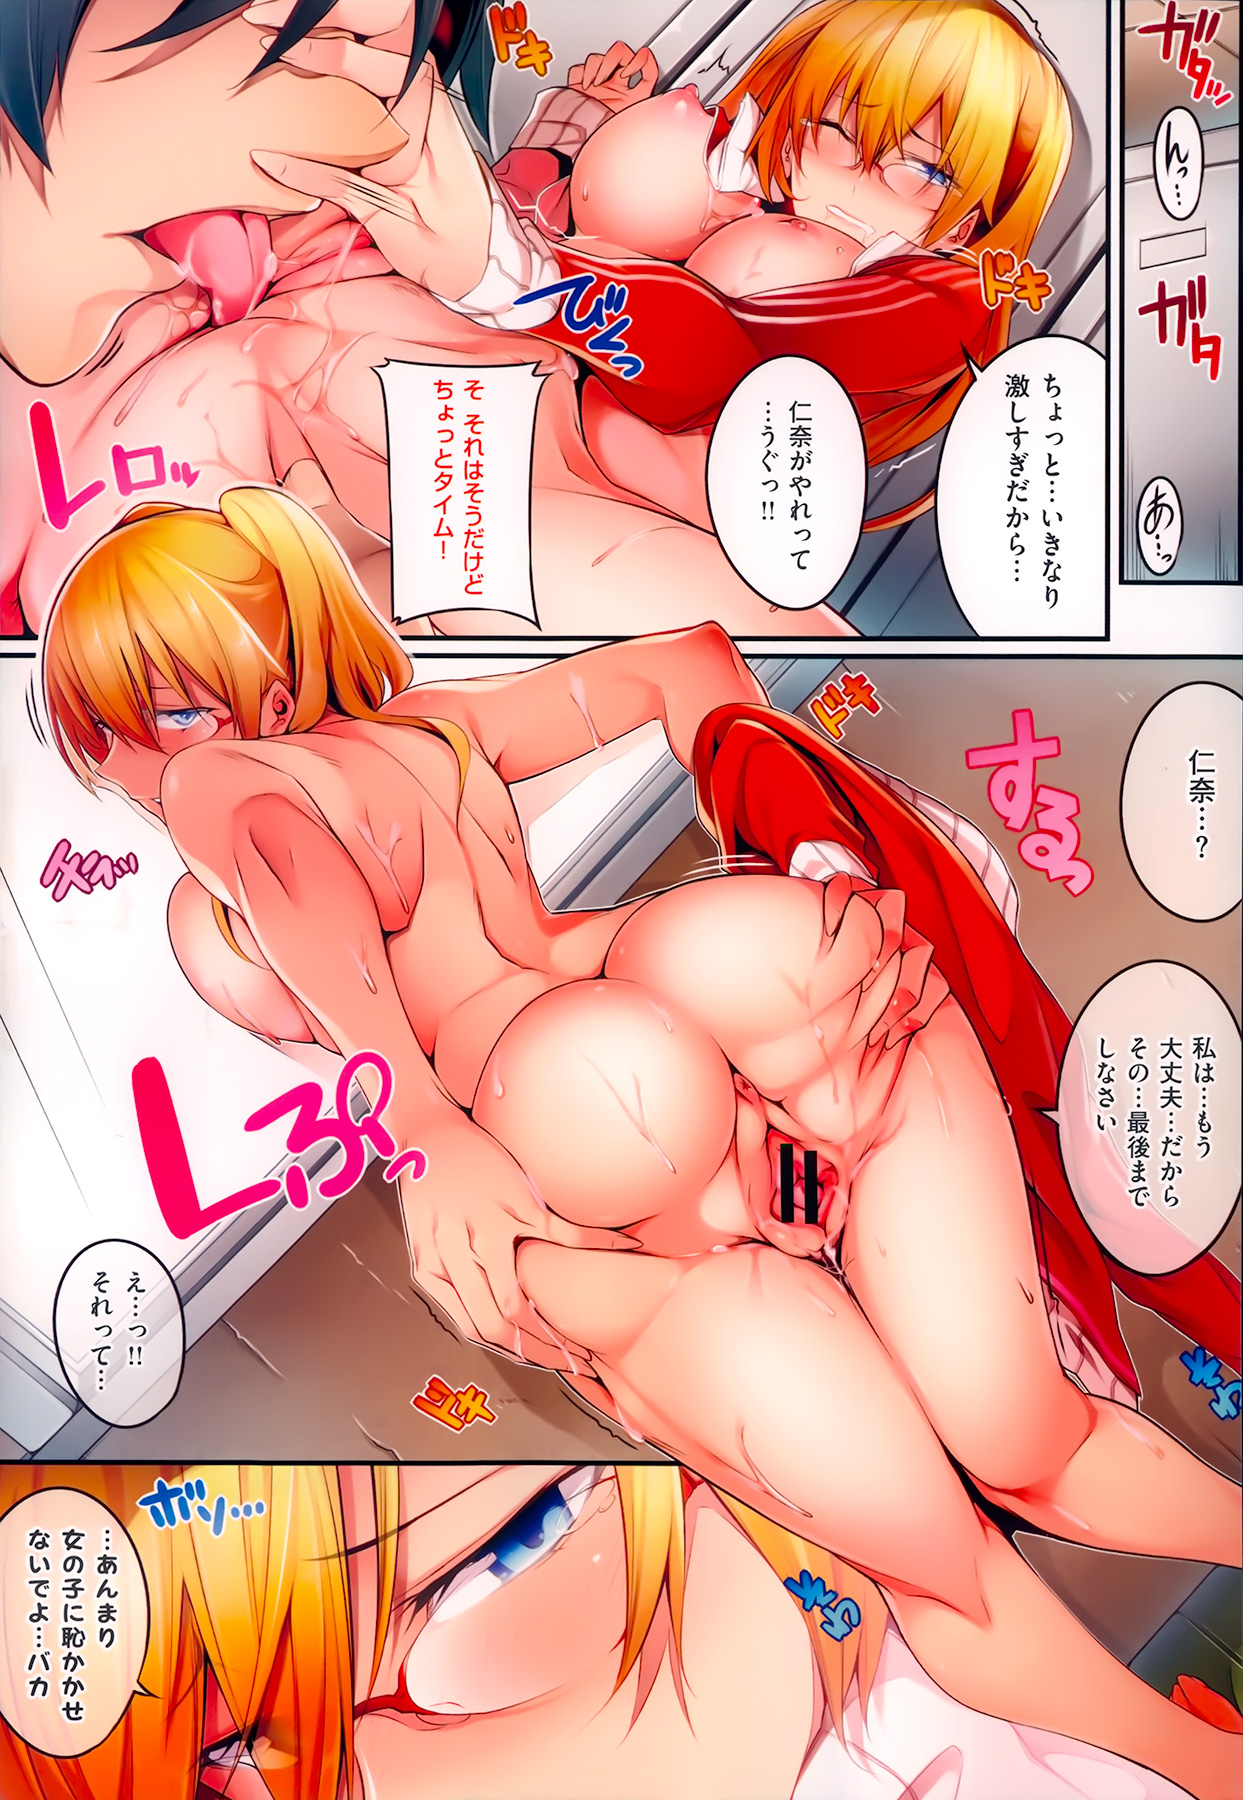 ガタッ
んっ…
ガタ
あ…っ
ちょっと…いきなり
激しすぎだから…
仁奈がやれって
…うぐっ!!
そ それはそうだけど
ちょっとタイム!
ドキ
ドキ
びくっ
レロッ
仁奈…?
私は…もう
大丈夫…だから
その…最後まで
しなさい
ドキ
するっ
くぷっ
え…っ!!
それって…
ドキ
ボソ…
…あんまり
女の子に恥かかせ
ないでよ…バカ